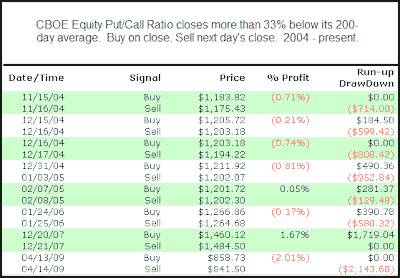 CBOE Equity Put/Call Ratio closes more than 33% below its 200-
day average. Buy on close. Sell next day's close. 2004 - present.
Date/Time Signal Price % Profit Run-up
DrawDown
11/15/04 Buy $1,183.82 (0.71%) $0.00
11/16/04 Sell $1,175.43 ($714.00)
12/15/04 Buy $1,205.72 (0.21%) $184.50
12/16/04 Sell $1,203.18 ($599.42)
12/16/04 Buy $1,203.18 (0.74%) $0.00
12/17/04 Sell $1,194.22 ($808.42)
12/31/04 Buy $1,211.92 (0.81%) $490.36
01/03/05 Sell $1,202.07 ($952.84)
02/07/05 Buy $1,201.72 0.05% $281.37
02/08/05 Sell $1,202.30 ($129.48)
01/24/06 Buy $1,266.86 (0.17%) $390.78
01/25/06 Sell $1,264.68 ($580.32)
12/20/07 Buy $1,460.12 1.67% $1,719.04
12/21/07 Sell $1,484.50 $0.00
04/13/09 Buy $858.73 (2.01%) $0.00
04/14/09 Sell $841.50 ($2,143.68)